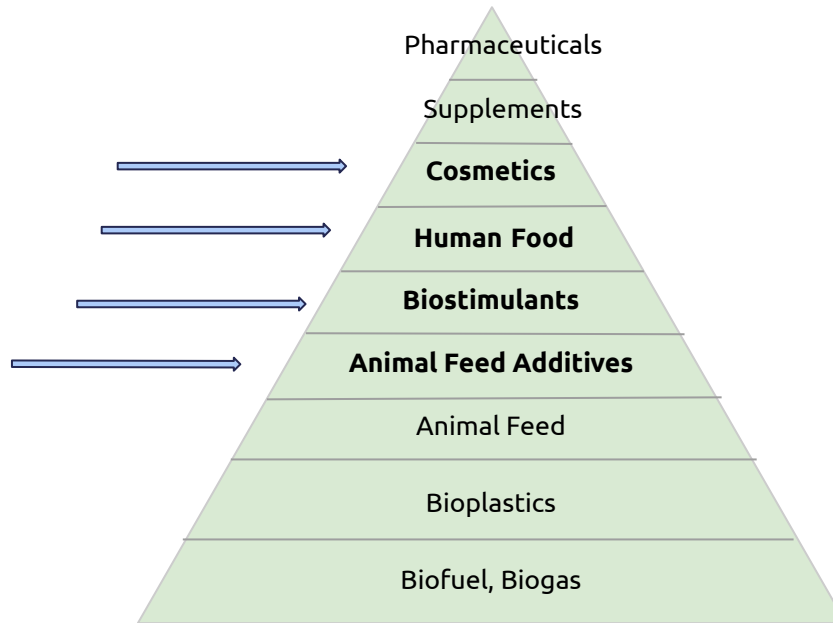 Pharmaceuticals
Supplements
Cosmetics
Human Food
Biostimulants
Animal Feed Additives
Animal Feed
Bioplastics
Biofuel, Biogas